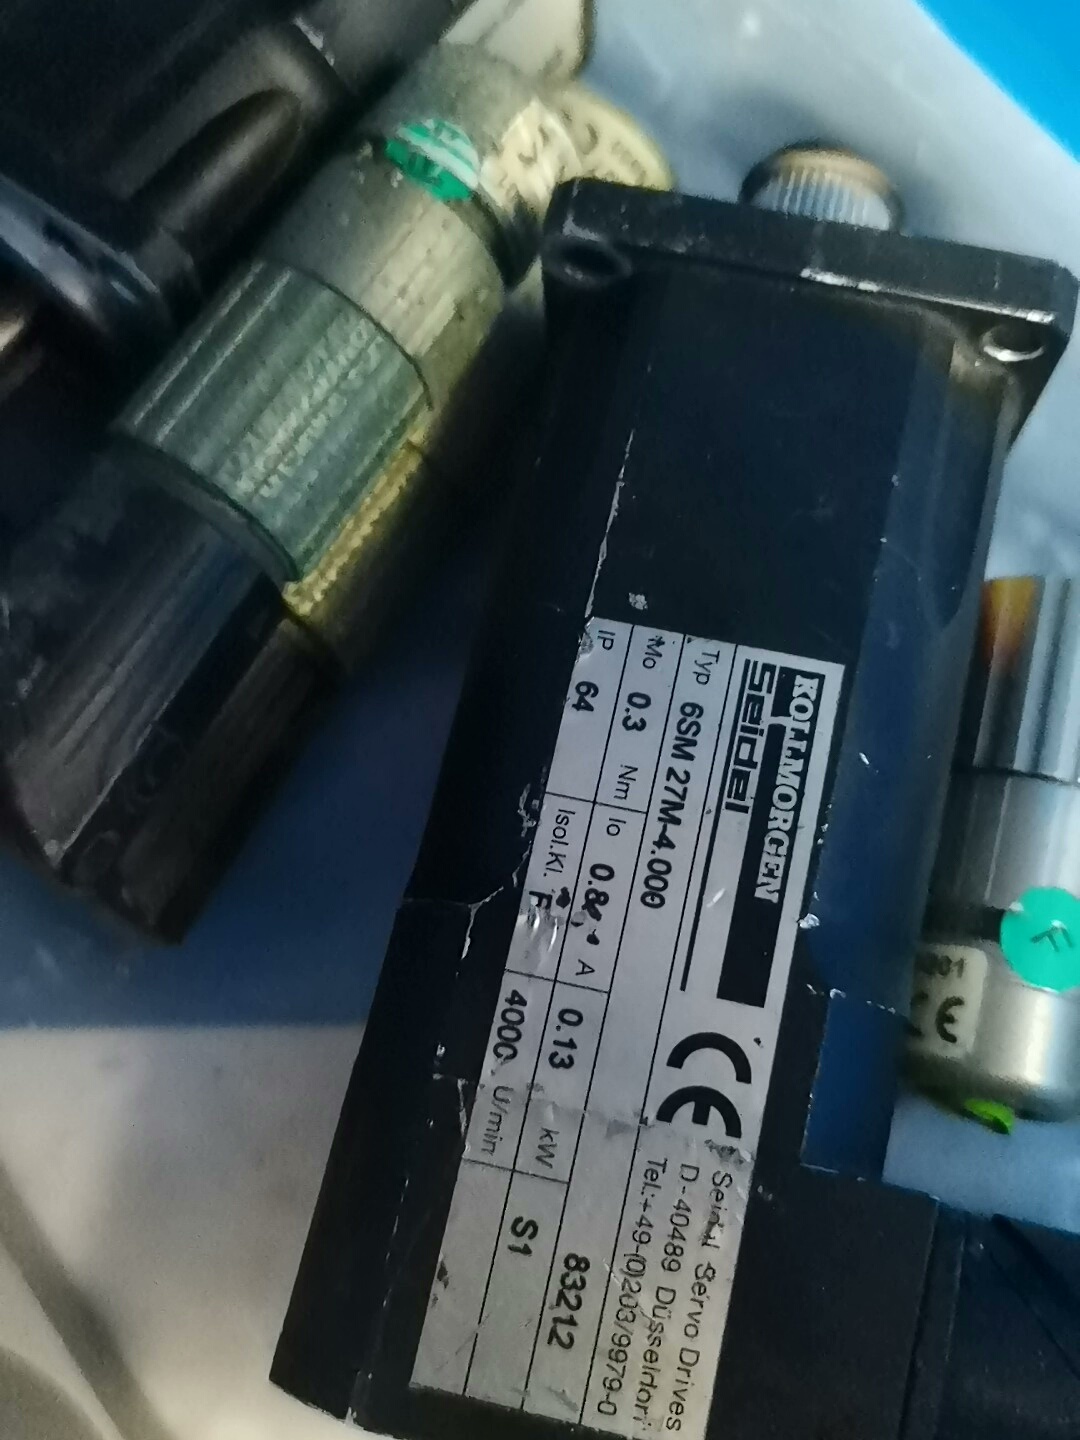 KOLLMORGEN
Seidel
CE
Seidel Servo Drives
D-40489 Düsseldorf
Tel.:+49-(0)203/9979-0
Typ 6SM 27M-4.000
83212
Mo 0.3 Nm Io A 0.13 kW S1
IP 64 Isol.Kl. F 4000 U/min
CE